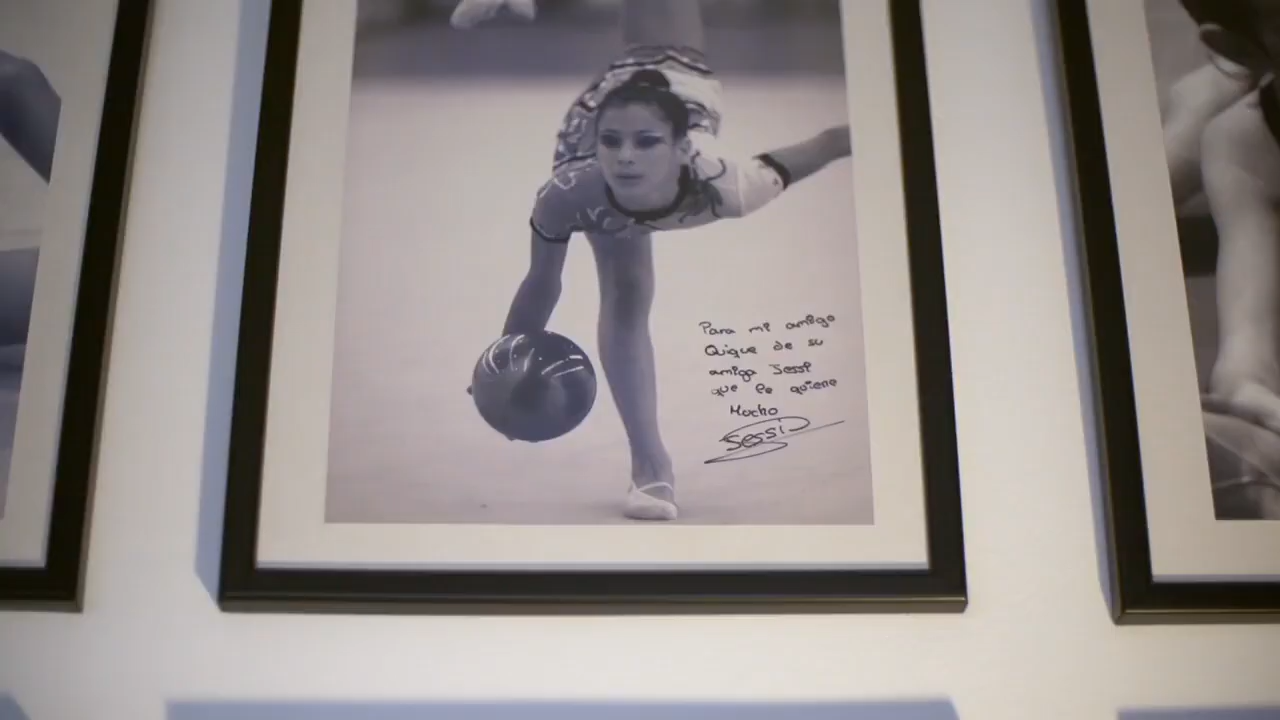 Para mi amigo
Quique de su
amiga Jessi
que le quiere
Mucho
Jessi